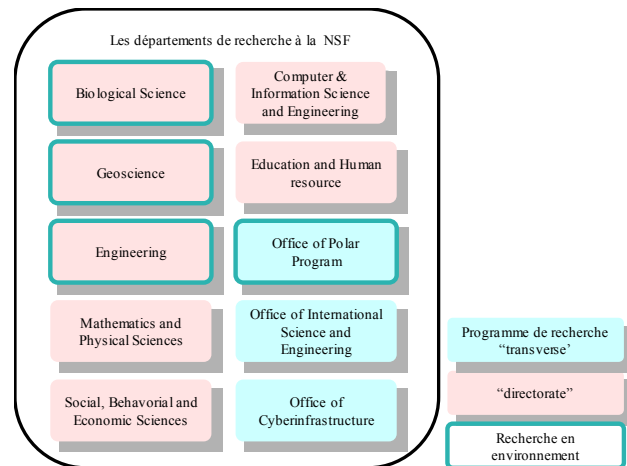 Les départements de recherche à la NSF
Biological Science
Computer &
Information Science
and Engineering
Geoscience
Education and Human
resource
Engineering
Office of Polar
Program
Mathematics and
Physical Sciences
Office of International
Science and
Engineering
Social, Behavorial and
Economic Sciences
Office of
Cyberinfrastructure
Programme de recherche
“transverse’
“directorate”
Recherche en
environnement